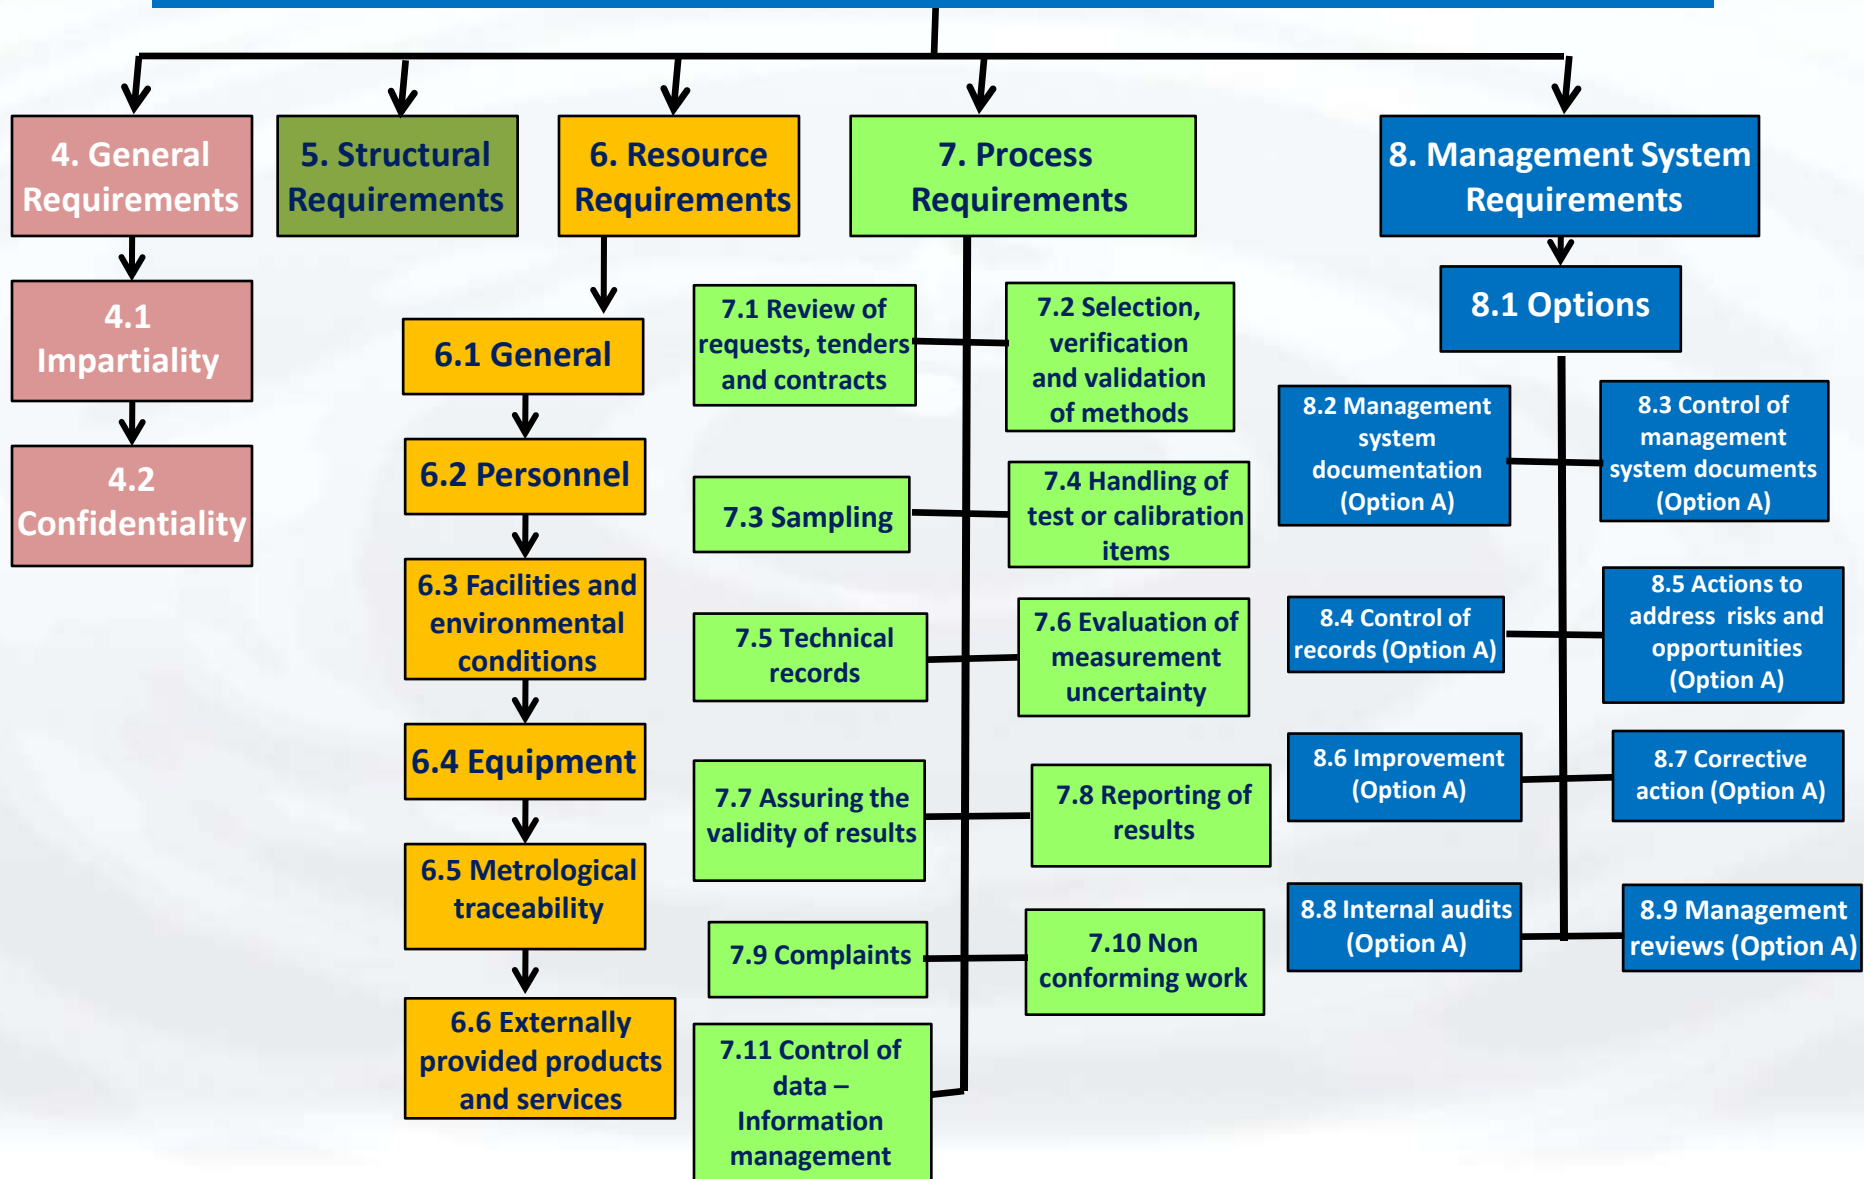 4. General
Requirements
5. Structural
Requirements
6. Resource
Requirements
7. Process
Requirements
8. Management System
Requirements
4.1
Impartiality
4.2
Confidentiality
6.1 General
6.2 Personnel
6.3 Facilities and
environmental
conditions
6.4 Equipment
6.5 Metrological
traceability
6.6 Externally
provided products
and services
7.1 Review of
requests, tenders
and contracts
7.2 Selection,
verification
and validation
of methods
7.3 Sampling
7.4 Handling of
test or calibration
items
7.5 Technical
records
7.6 Evaluation of
measurement
uncertainty
7.7 Assuring the
validity of results
7.8 Reporting of
results
7.9 Complaints
7.10 Non
conforming work
7.11 Control of
data –
Information
management
8.1 Options
8.2 Management
system
documentation
(Option A)
8.3 Control of
management
system documents
(Option A)
8.4 Control of
records (Option A)
8.5 Actions to
address risks and
opportunities
(Option A)
8.6 Improvement
(Option A)
8.7 Corrective
action (Option A)
8.8 Internal audits
(Option A)
8.9 Management
reviews (Option A)